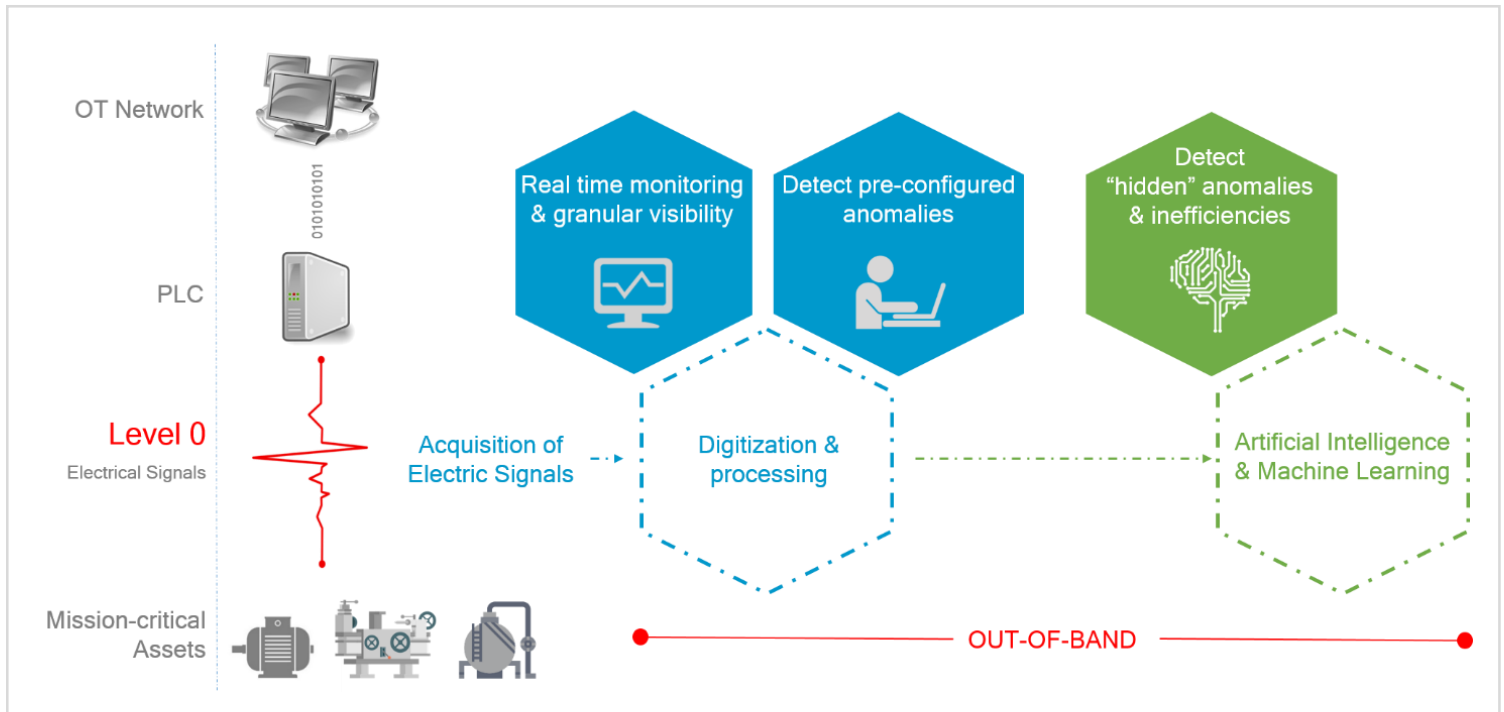 OT Network
0101010101
PLC
Level 0
Electrical Signals
Mission-critical
Assets
Real time monitoring
& granular visibility
Detect pre-configured
anomalies
Detect
“hidden” anomalies
& inefficiencies
Acquisition of
Electric Signals
Digitization &
processing
Artificial Intelligence
& Machine Learning
OUT-OF-BAND